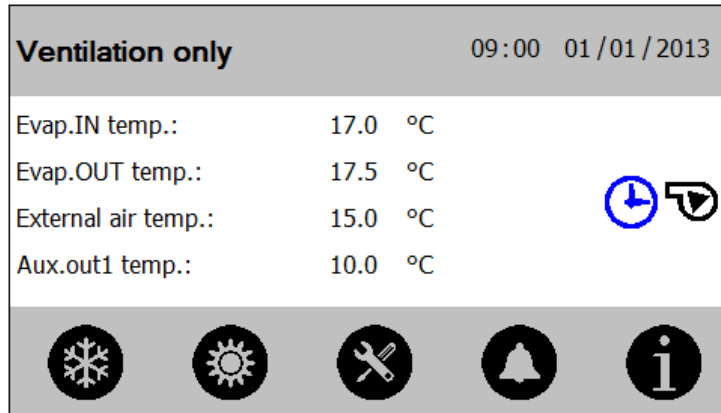 Ventilation only 09:00 01/01/2013
Evap.IN temp.: 17.0 °C
Evap.OUT temp.: 17.5 °C
External air temp.: 15.0 °C
Aux.out1 temp.: 10.0 °C